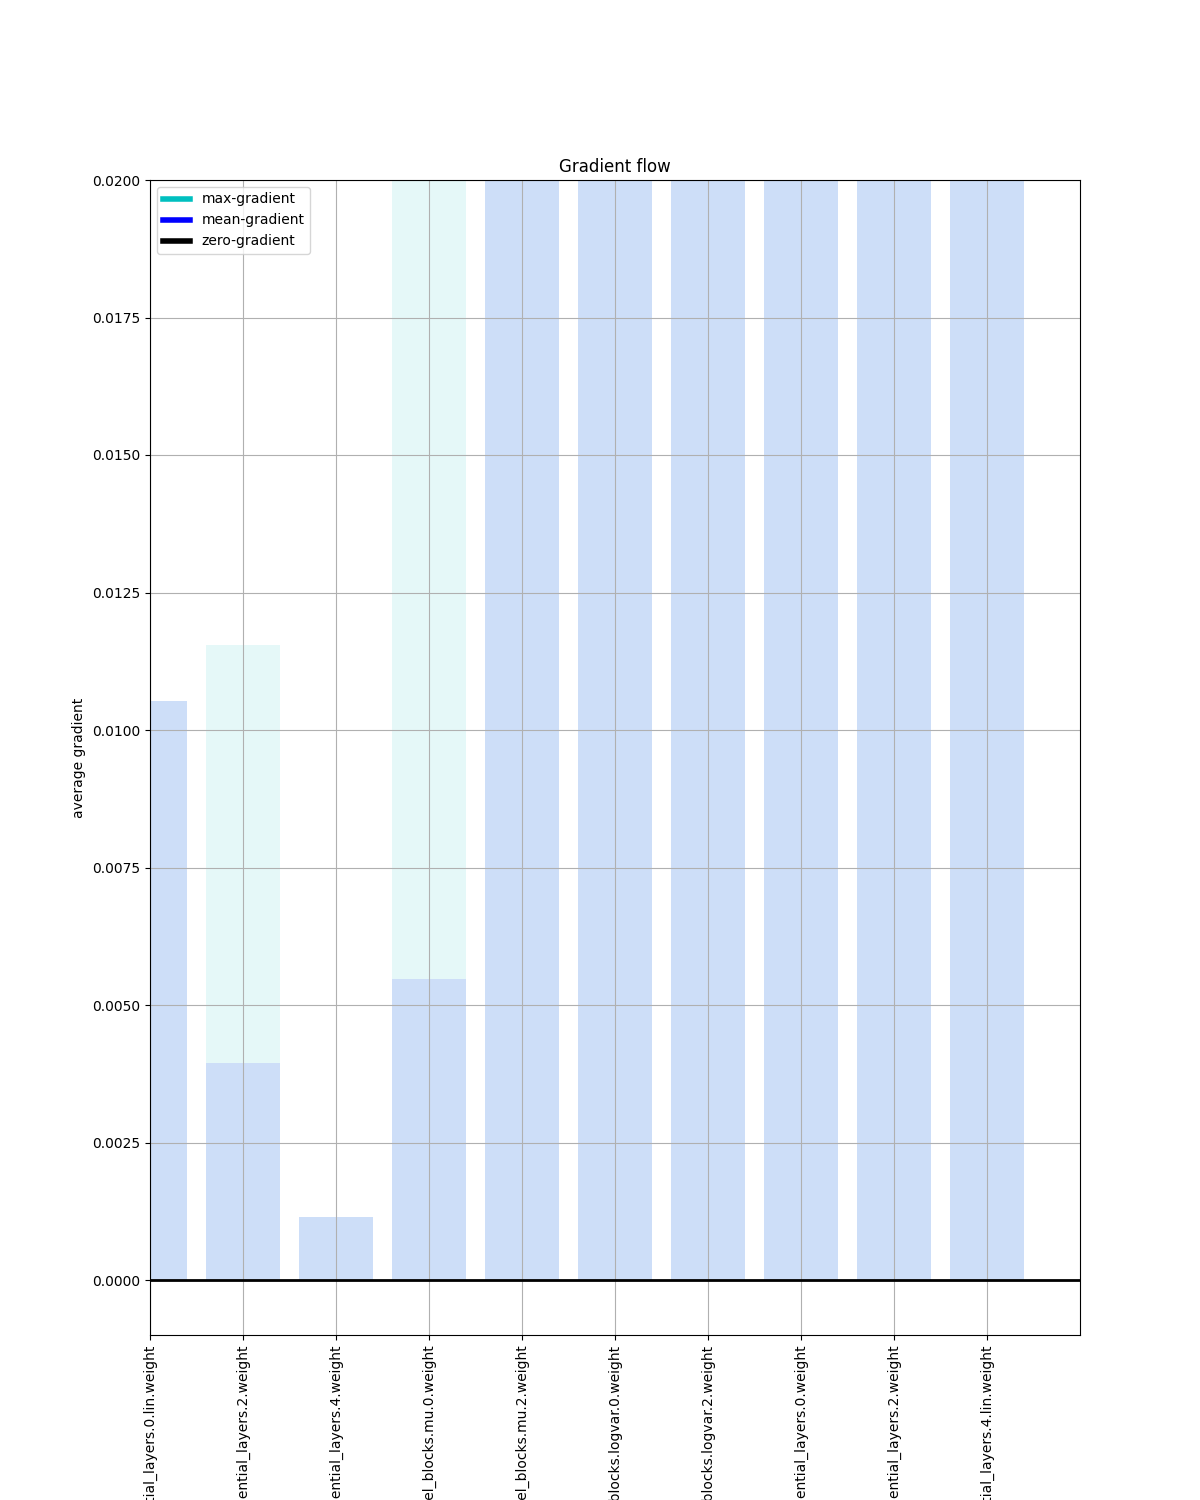 Gradient flow
max-gradient
mean-gradient
zero-gradient
0.0200
0.0175
0.0150
0.0125
0.0100
0.0075
0.0050
0.0025
0.0000
average gradient
tial_layers.0.lin.weight
ential_layers.2.weight
ential_layers.4.weight
el_blocks.mu.0.weight
el_blocks.mu.2.weight
blocks.logvar.0.weight
blocks.logvar.2.weight
ential_layers.0.weight
ential_layers.2.weight
tial_layers.4.lin.weight